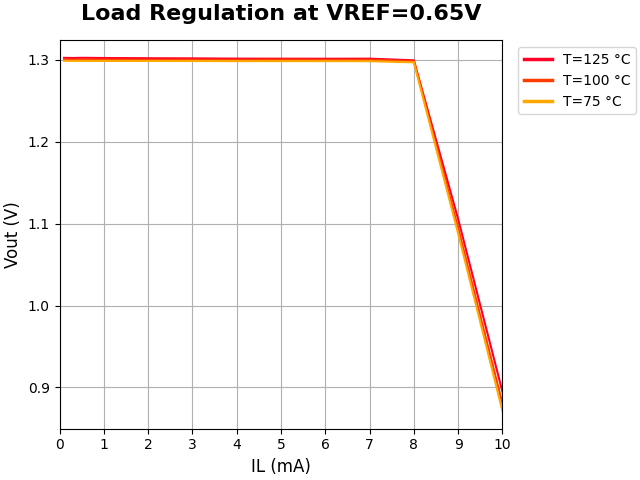 Load Regulation at VREF=0.65V
T=125 °C
T=100 °C
T=75 °C
Vout (V)
1.3
1.2
1.1
1.0
0.9
0 1 2 3 4 5 6 7 8 9 10
IL (mA)